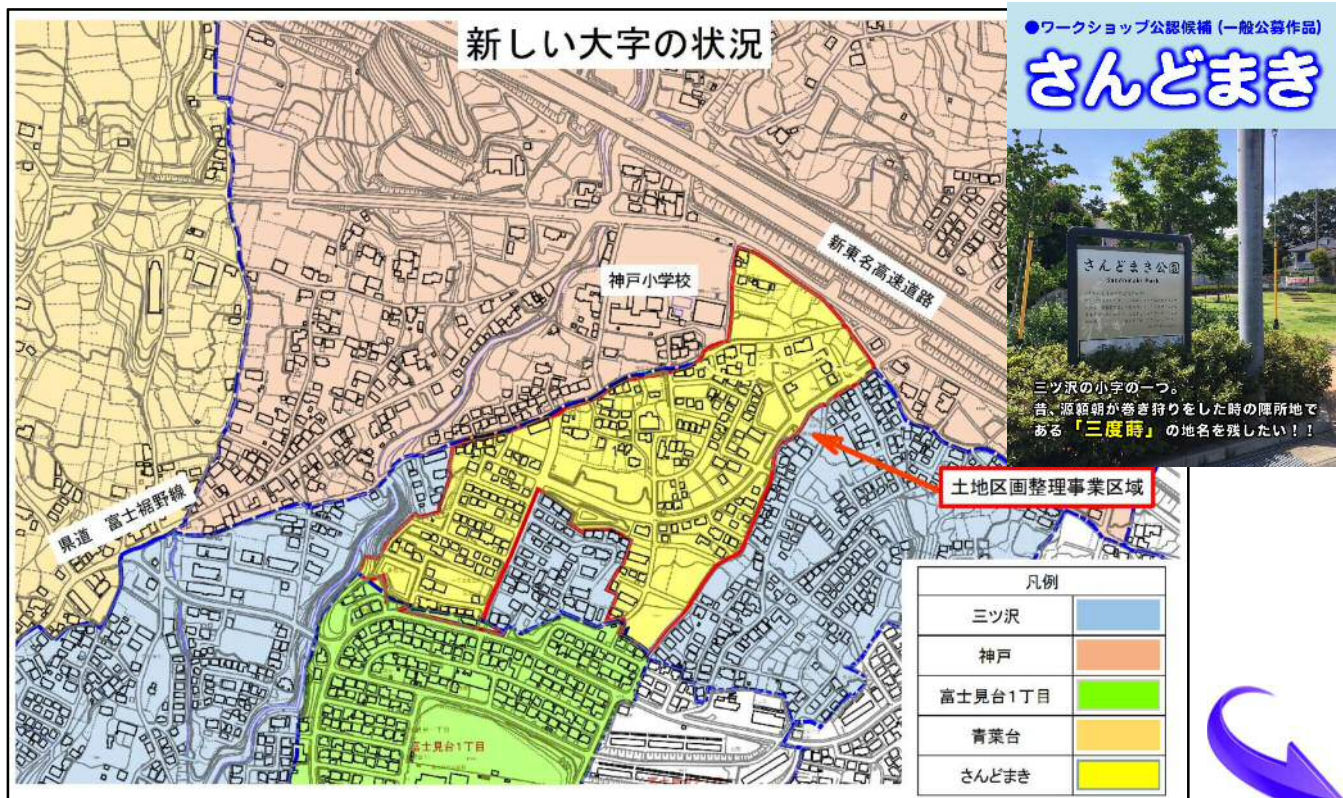 新しい大字の状況
●ワークショップ公認候補(一般公募作品)
さんどまき
さんどまき公園
三ツ沢の小字の一つ。
昔、源頼朝が巻き狩りをした時の陣所地で
ある「三度蒔」の地名を残したい！！
新東名高速道路
神戸小学校
県道 富士裾野線
土地区画整理事業区域
富士見台1丁目
凡例
三ツ沢
神戸
富士見台1丁目
青葉台
さんどまき